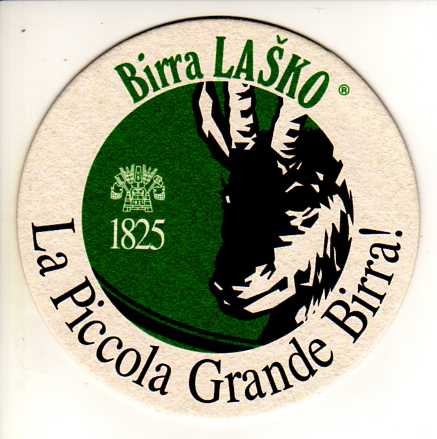 Birra LAŠKO ®
1825
La Piccola Grande Birra!